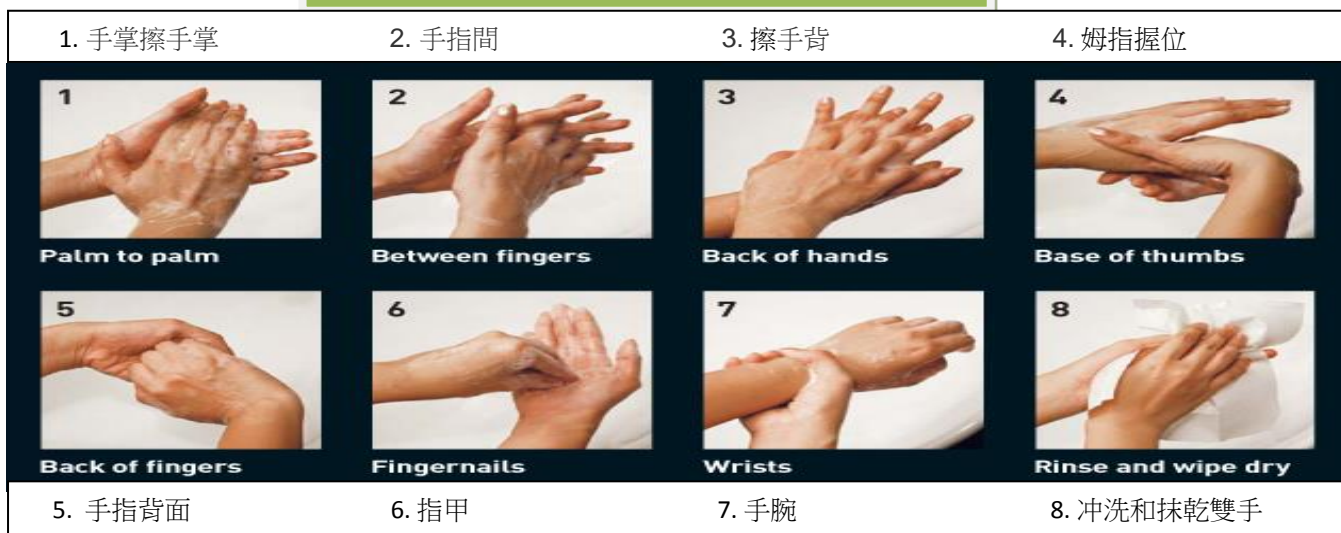 1. 手掌擦手掌 2. 手指間 3. 擦手背 4. 姆指握位
1 2 3 4
Palm to palm Between fingers Back of hands Base of thumbs
5 6 7 8
Back of fingers Fingernails Wrists Rinse and wipe dry
5. 手指背面 6. 指甲 7. 手腕 8. 冲洗和抹乾雙手